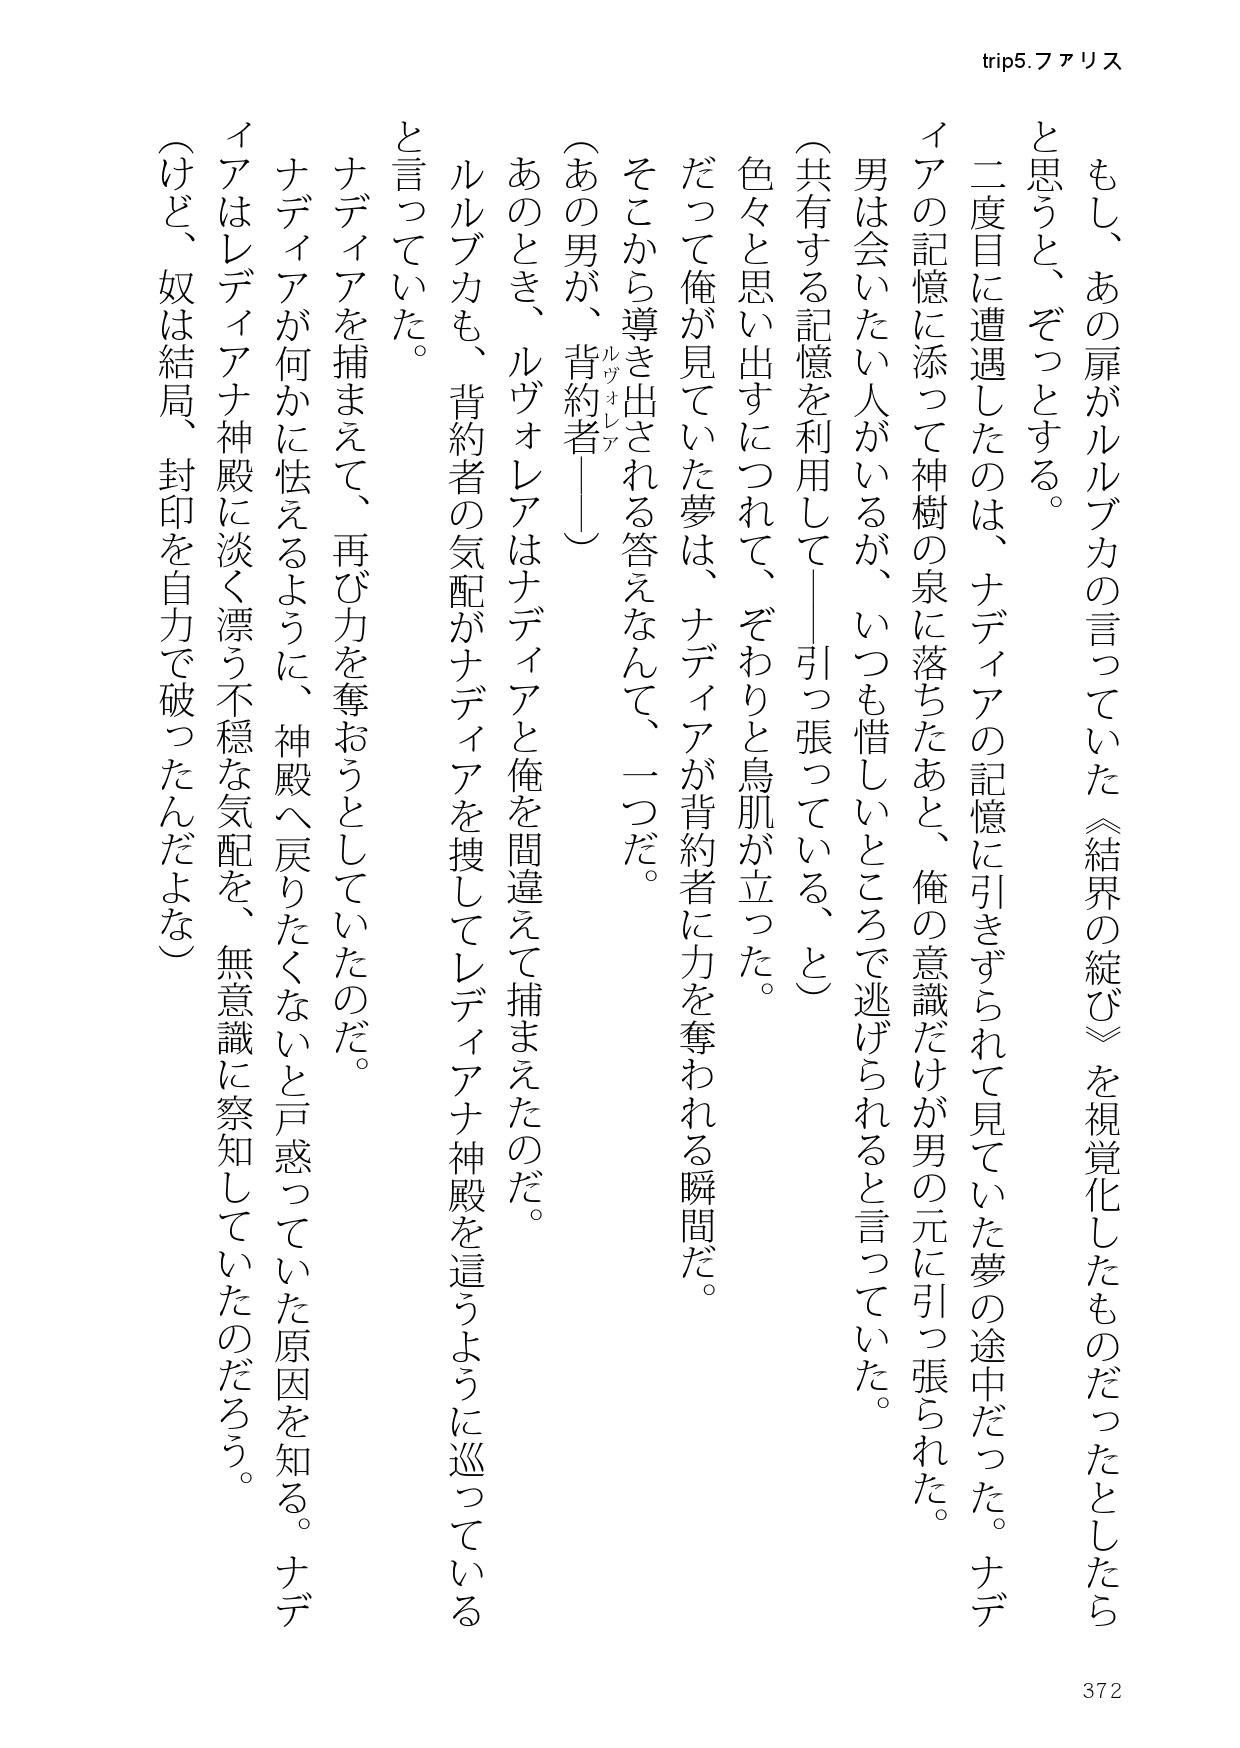 trip5.ファリス
もし、あの扉がルルブカの言っていた《結界の綻び》を視覚化したものだったとしたら
と思うと、ぞっとする。
二度目に遭遇したのは、ナディアの記憶に引きずられて見ていた夢の途中だった。ナデ
ィアの記憶に添って神樹の泉に落ちたあと、俺の意識だけが男の元に引っ張られた。
男は会いたい人がいるが、いつも惜しいところで逃げられると言っていた。
（共有する記憶を利用して――引っ張っている、と）
色々と思い出すにつれて、ぞわりと鳥肌が立った。
だって俺が見ていた夢は、ナディアが背約者に力を奪われる瞬間だ。
そこから導き出される答えなんて、一つだ。
（あの男が、背約者――）
ルヴォレア
あのとき、ルヴォレアはナディアと俺を間違えて捕まえたのだ。
ルルブカも、背約者の気配がナディアを捜してレディアナ神殿を這うように巡っている
と言っていた。
ナディアを捕まえて、再び力を奪おうとしていたのだ。
ナディアが何かに怯えるように、神殿へ戻りたくないと戸惑っていた原因を知る。ナデ
ィアはレディアナ神殿に淡く漂う不穏な気配を、無意識に察知していたのだろう。
（けど、奴は結局、封印を自力で破ったんだよな）
372